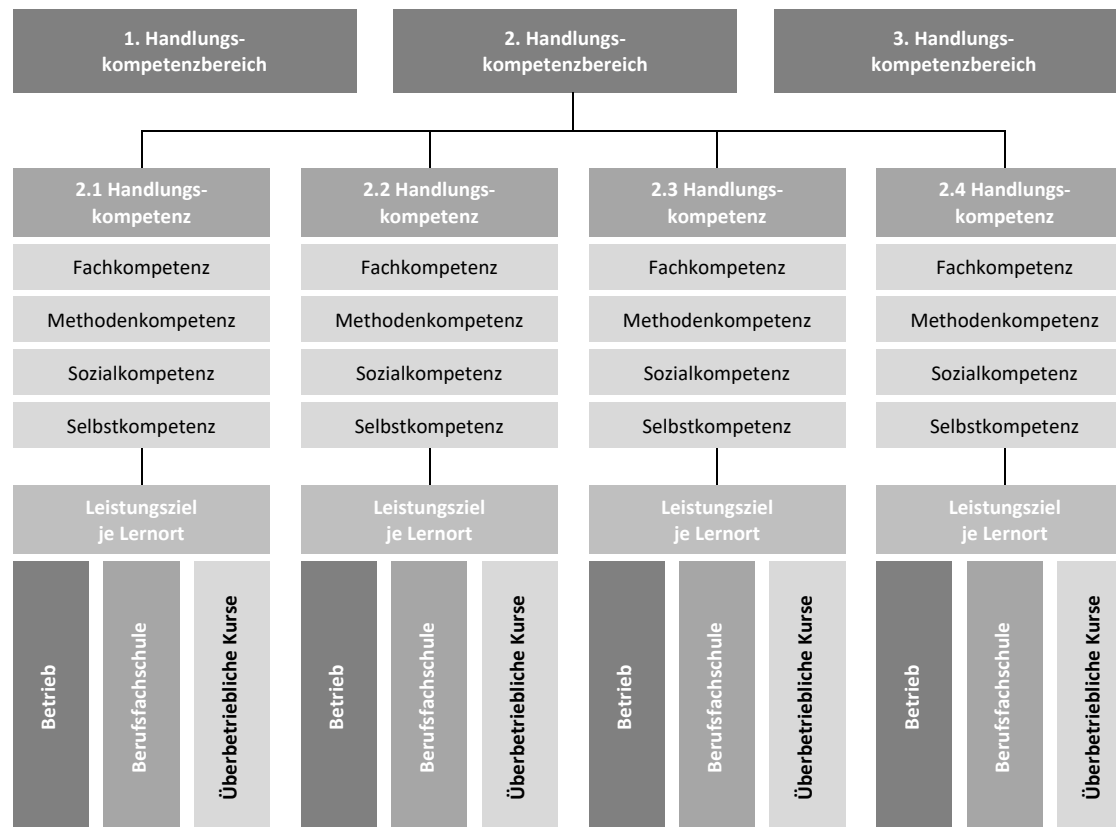 1. Handlungs-
kompetenzbereich
2. Handlungs-
kompetenzbereich
3. Handlungs-
kompetenzbereich
2.1 Handlungs-
kompetenz
2.2 Handlungs-
kompetenz
2.3 Handlungs-
kompetenz
2.4 Handlungs-
kompetenz
Fachkompetenz
Fachkompetenz
Fachkompetenz
Fachkompetenz
Methodenkompetenz
Methodenkompetenz
Methodenkompetenz
Methodenkompetenz
Sozialkompetenz
Sozialkompetenz
Sozialkompetenz
Sozialkompetenz
Selbstkompetenz
Selbstkompetenz
Selbstkompetenz
Selbstkompetenz
Leistungsziel
je Lernort
Leistungsziel
je Lernort
Leistungsziel
je Lernort
Leistungsziel
je Lernort
Betrieb
Berufsfachschule
Überbetriebliche Kurse
Betrieb
Berufsfachschule
Überbetriebliche Kurse
Betrieb
Berufsfachschule
Überbetriebliche Kurse
Betrieb
Berufsfachschule
Überbetriebliche Kurse